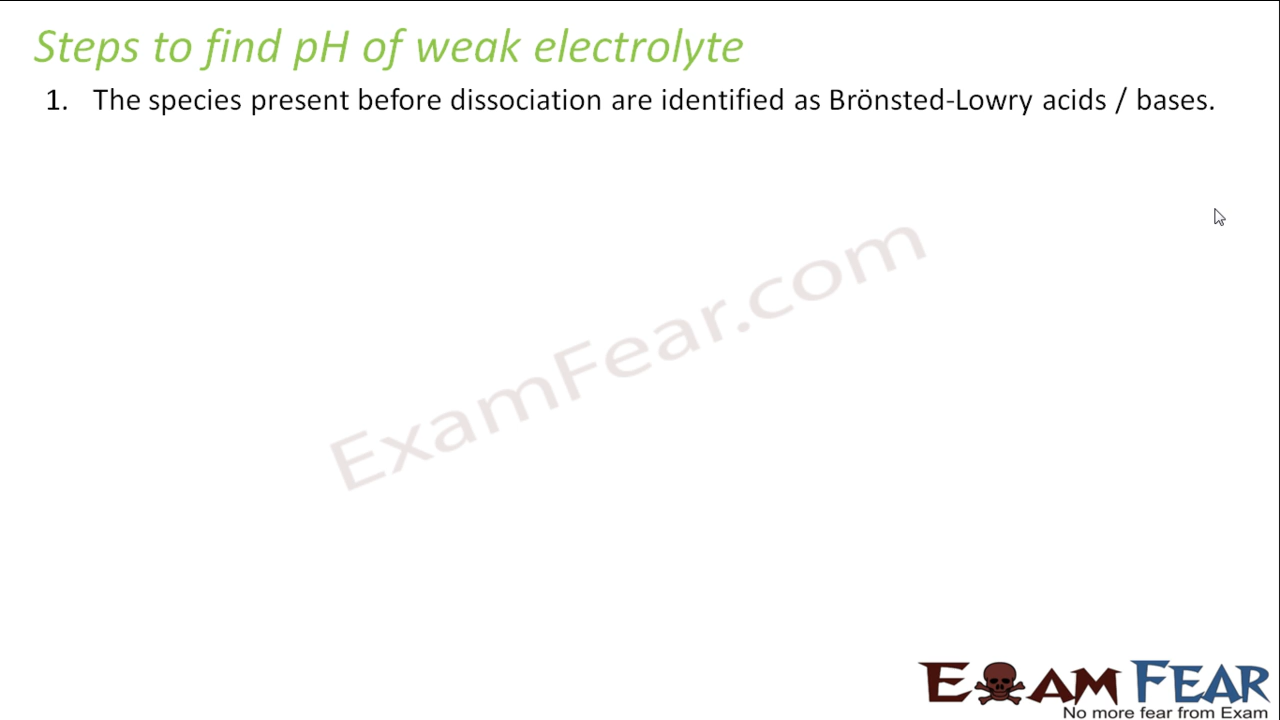 Steps to find pH of weak electrolyte
1. The species present before dissociation are identified as Brönsted-Lowry acids / bases.
ExamFear.com
EXAM FEAR
No more fear from Exam